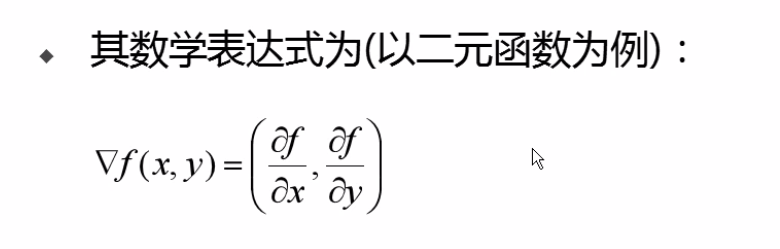 其数学表达式为(以二元函数为例)：
∇f(x, y) = (∂f/∂x, ∂f/∂y)